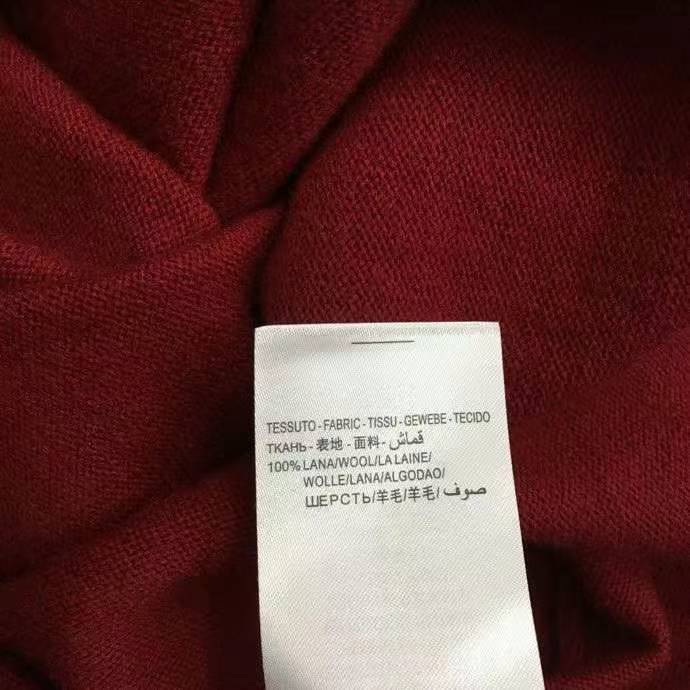 TESSUTO - FABRIC - TISSU - GEWEBE - TECIDO
ТКАНЬ - 表地 - 面料 - قماش
100% LANA/WOOL/LA LAINE/
WOLLE/LANA/ALGODAO/
ШЕРСТЬ/羊毛/羊毛/ صوف